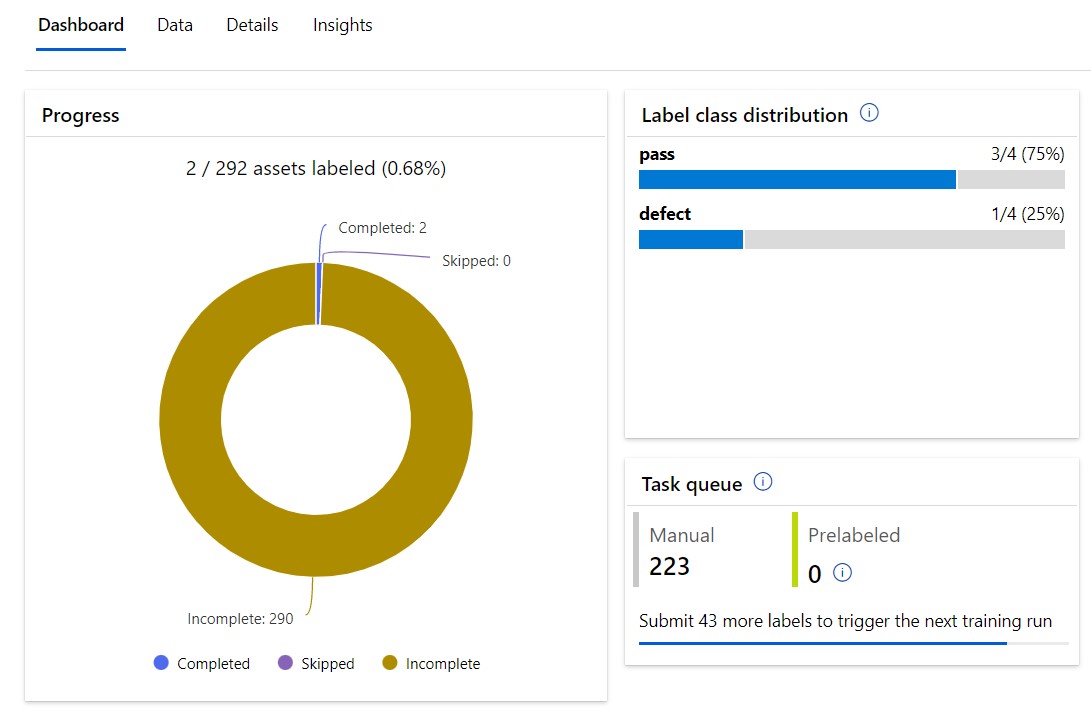 Dashboard Data Details Insights
Progress
2 / 292 assets labeled (0.68%)
Completed: 2
Skipped: 0
Incomplete: 290
Completed Skipped Incomplete
Label class distribution
pass 3/4 (75%)
defect 1/4 (25%)
Task queue
Manual Prelabeled
223 0
Submit 43 more labels to trigger the next training run